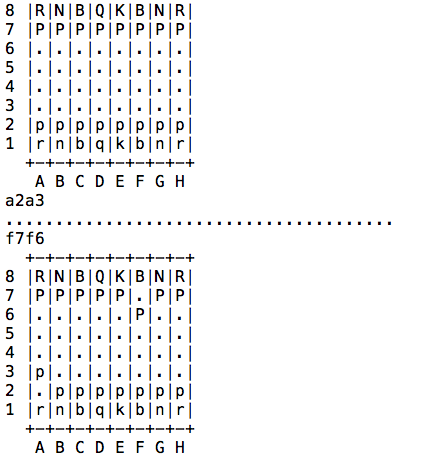 8 |R|N|B|Q|K|B|N|R|
7 |P|P|P|P|P|P|P|P|
6 |.|.|.|.|.|.|.|.|
5 |.|.|.|.|.|.|.|.|
4 |.|.|.|.|.|.|.|.|
3 |.|.|.|.|.|.|.|.|
2 |p|p|p|p|p|p|p|p|
1 |r|n|b|q|k|b|n|r|
  +-+-+-+-+-+-+-+-+
   A B C D E F G H
a2a3
.......................................
f7f6
  +-+-+-+-+-+-+-+-+
8 |R|N|B|Q|K|B|N|R|
7 |P|P|P|P|P|.|P|P|
6 |.|.|.|.|.|P|.|.|
5 |.|.|.|.|.|.|.|.|
4 |.|.|.|.|.|.|.|.|
3 |p|.|.|.|.|.|.|.|
2 |.|p|p|p|p|p|p|p|
1 |r|n|b|q|k|b|n|r|
  +-+-+-+-+-+-+-+-+
   A B C D E F G H